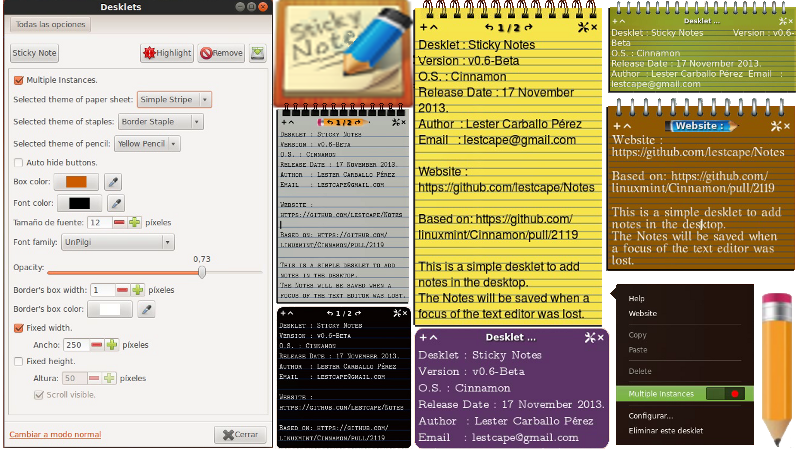 Desklets
Todas las opciones
Sticky Note
Highlight
Remove
Multiple Instances.
Selected theme of paper sheet: Simple Stripe
Selected theme of staples: Border Staple
Selected theme of pencil: Yellow Pencil
Auto hide buttons.
Box color:
Font color:
Tamaño de fuente: 12 píxeles
Font family: UnPilgi
0,73
Opacity:
Border's box width: 1 píxeles
Border's box color:
Fixed width.
Ancho: 250 píxeles
Fixed height.
Altura: 50 píxeles
Scroll visible.
Cambiar a modo normal
Cerrar
Sticky
Note
1 / 2
Desklet : Sticky Notes
Version : v0.6-Beta
O.S. : Cinnamon
Release Date : 17 November 2013.
Author : Lester Carballo Pérez
Email : lestcape@gmail.com
Website :
https://github.com/lestcape/Notes
Based on: https://github.com/
linuxmint/Cinnamon/pull/2119
This is a simple desklet to add
notes in the desktop.
The Notes will be saved when a
focus of the text editor was lost.
1 / 2
Desklet : Sticky Notes
Version : v0.6-Beta
O.S. : Cinnamon
Release Date : 17 November 2013.
Author : Lester Carballo Pérez
Email : lestcape@gmail.com
Website :
https://github.com/lestcape/Notes
Based on: https://github.com/
linuxmint/Cinnamon/pull/2119
1 / 2
Desklet : Sticky Notes
Version : v0.6-Beta
O.S. : Cinnamon
Release Date : 17 November
2013.
Author : Lester Carballo Pérez
Email : lestcape@gmail.com
Website :
https://github.com/lestcape/Notes
Based on: https://github.com/
linuxmint/Cinnamon/pull/2119
This is a simple desklet to add
notes in the desktop.
The Notes will be saved when a
focus of the text editor was lost.
Desklet ...
Desklet : Sticky Notes
Version : v0.6-Beta
O.S. : Cinnamon
Release Date : 17 November 2013.
Author : Lester Carballo Pérez
Email : lestcape@gmail.com
Desklet ...
Desklet : Sticky Notes Version : v0.6-
Beta
O.S. : Cinnamon
Release Date : 17 November 2013.
Author : Lester Carballo Pérez Email :
lestcape@gmail.com
Website :
Website :
https://github.com/lestcape/Notes
Based on: https://github.com/
linuxmint/Cinnamon/pull/2119
This is a simple desklet to add
notes in the desktop.
The Notes will be saved when
a focus of the text editor was
lost.
Help
Website
Copy
Paste
Delete
Multiple Instances
Configurar...
Eliminar este desklet